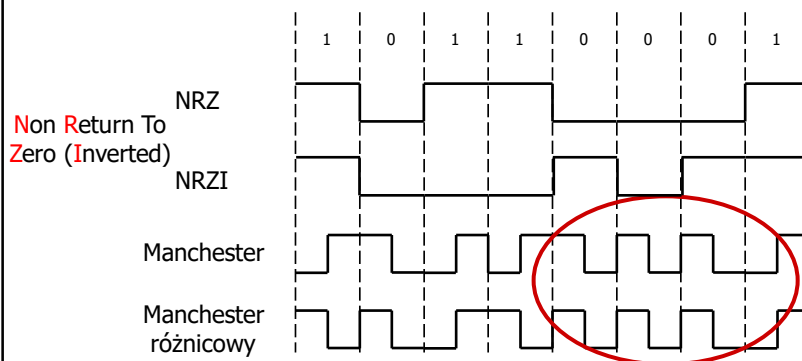 1 0 1 1 0 0 0 1
NRZ
Non Return To
Zero (Inverted)
NRZI
Manchester
Manchester
różnicowy